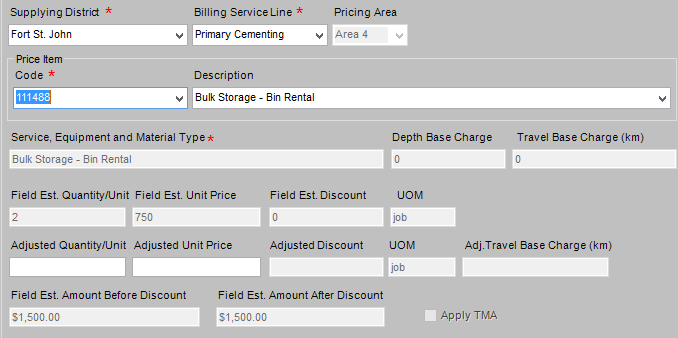 Supplying District * Billing Service Line * Pricing Area
Fort St. John Primary Cementing Area 4
Price Item
Code * Description
111488 Bulk Storage - Bin Rental
Service, Equipment and Material Type * Depth Base Charge Travel Base Charge (km)
Bulk Storage - Bin Rental 0 0
Field Est. Quantity/Unit Field Est. Unit Price Field Est. Discount UOM
2 750 0 job
Adjusted Quantity/Unit Adjusted Unit Price Adjusted Discount UOM Adj.Travel Base Charge (km)
job
Field Est. Amount Before Discount Field Est. Amount After Discount
$1,500.00 $1,500.00 Apply TMA